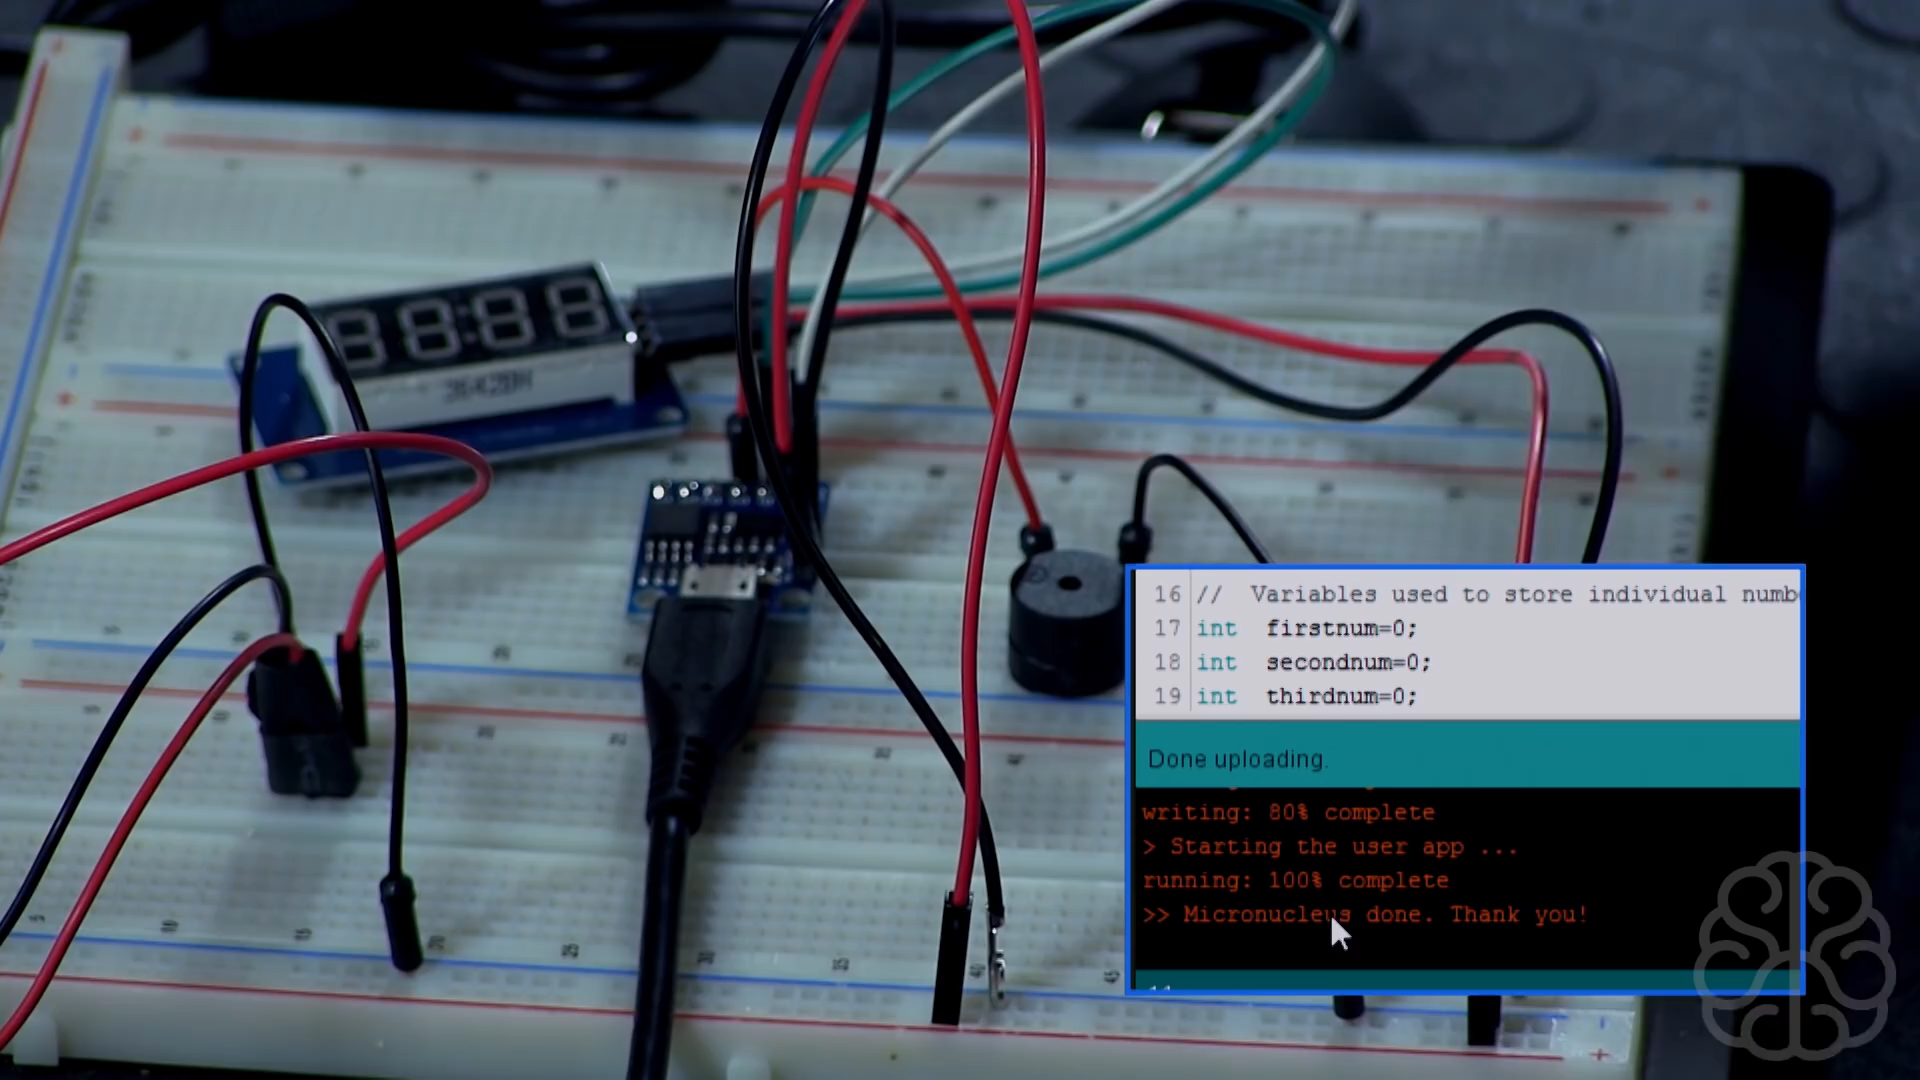 3642BH
16 //  Variables used to store individual numb
17 int  firstnum=0;
18 int  secondnum=0;
19 int  thirdnum=0;
Done uploading.
writing: 80% complete
> Starting the user app ...
running: 100% complete
>> Micronucleus done. Thank you!